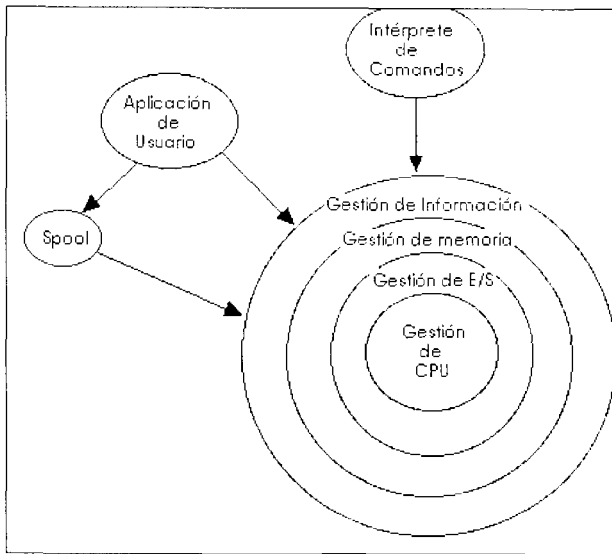 Intérprete
de
Comandos
Aplicación
de
Usuario
Spool
Gestión de Información
Gestión de memoria
Gestión de E/S
Gestión
de
CPU